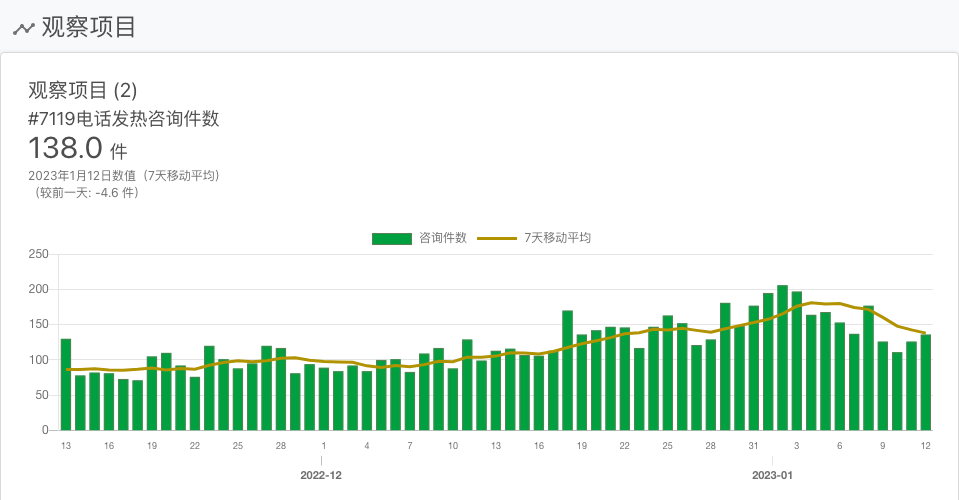 观察项目
观察项目 (2)
#7119电话发热咨询件数
138.0 件
2023年1月12日数值（7天移动平均）
（较前一天: -4.6 件）
咨询件数 7天移动平均
250
200
150
100
50
0
13 16 19 22 25 28 1 4 7 10 13 16 19 22 25 28 31 3 6 9 12
2022-12 2023-01